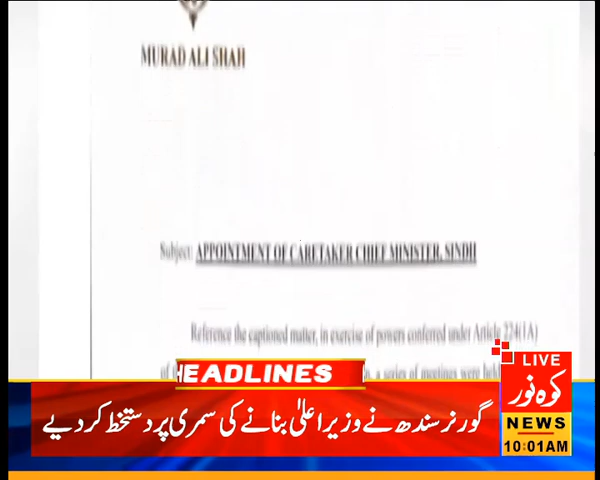 MURAD ALI SHAH
Subject: APPOINTMENT OF CARETAKER CHIEF MINISTER, SINDH
Reference the captioned matter, in exercise of powers conferred under Article 224(1A)
a series of meetings were held
HEADLINES
گورنر سندھ نے وزیراعلیٰ بنانے کی سمری پر دستخط کر دیے
LIVE
کوہ نور
NEWS
10:01AM